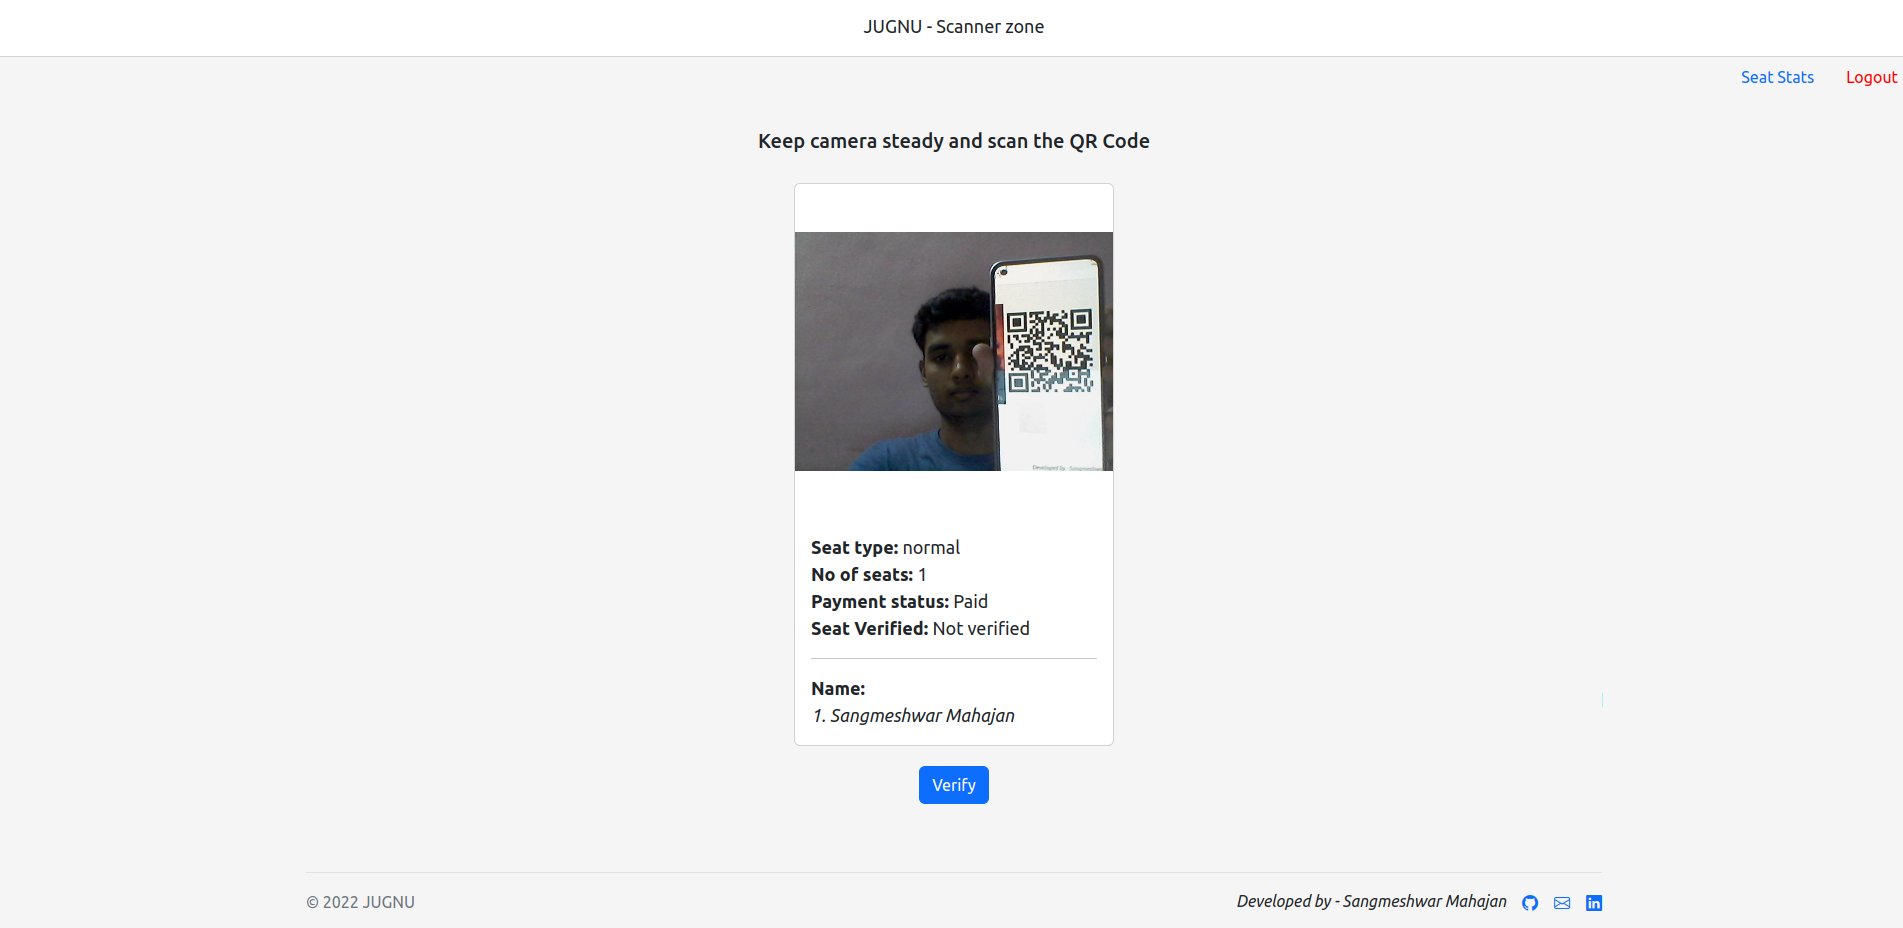 JUGNU - Scanner zone
Seat Stats Logout
Keep camera steady and scan the QR Code
Developed by - Sangmeshwar
Seat type: normal
No of seats: 1
Payment status: Paid
Seat Verified: Not verified
Name:
1. Sangmeshwar Mahajan
Verify
© 2022 JUGNU
Developed by - Sangmeshwar Mahajan